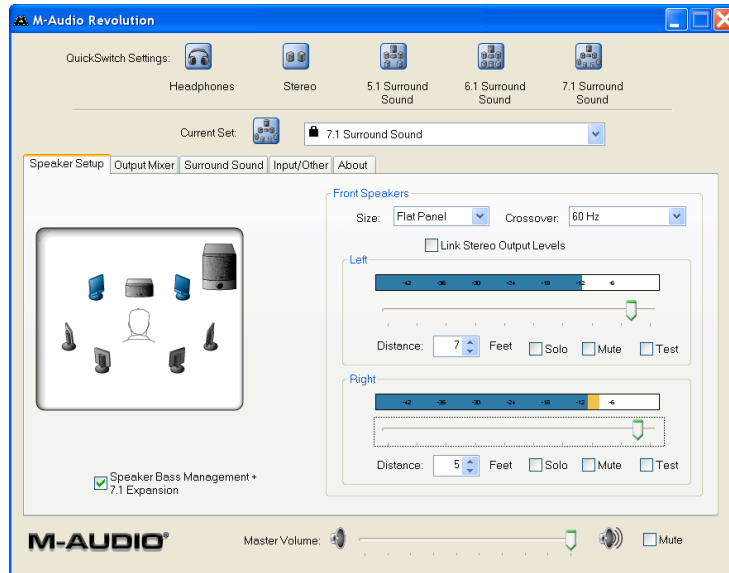 M-Audio Revolution
QuickSwitch Settings:
Headphones
Stereo
5.1 Surround
Sound
6.1 Surround
Sound
7.1 Surround
Sound
Current Set:
7.1 Surround Sound
Speaker Setup
Output Mixer
Surround Sound
Input/Other
About
Front Speakers
Size:
Flat Panel
Crossover:
60 Hz
Link Stereo Output Levels
Left
-42 -36 -30 -24 -18 -12 -6
Distance:
7
Feet
Solo
Mute
Test
Right
-42 -36 -30 -24 -18 -12 -6
Distance:
5
Feet
Solo
Mute
Test
Speaker Bass Management +
7.1 Expansion
M-AUDIO®
Master Volume:
Mute